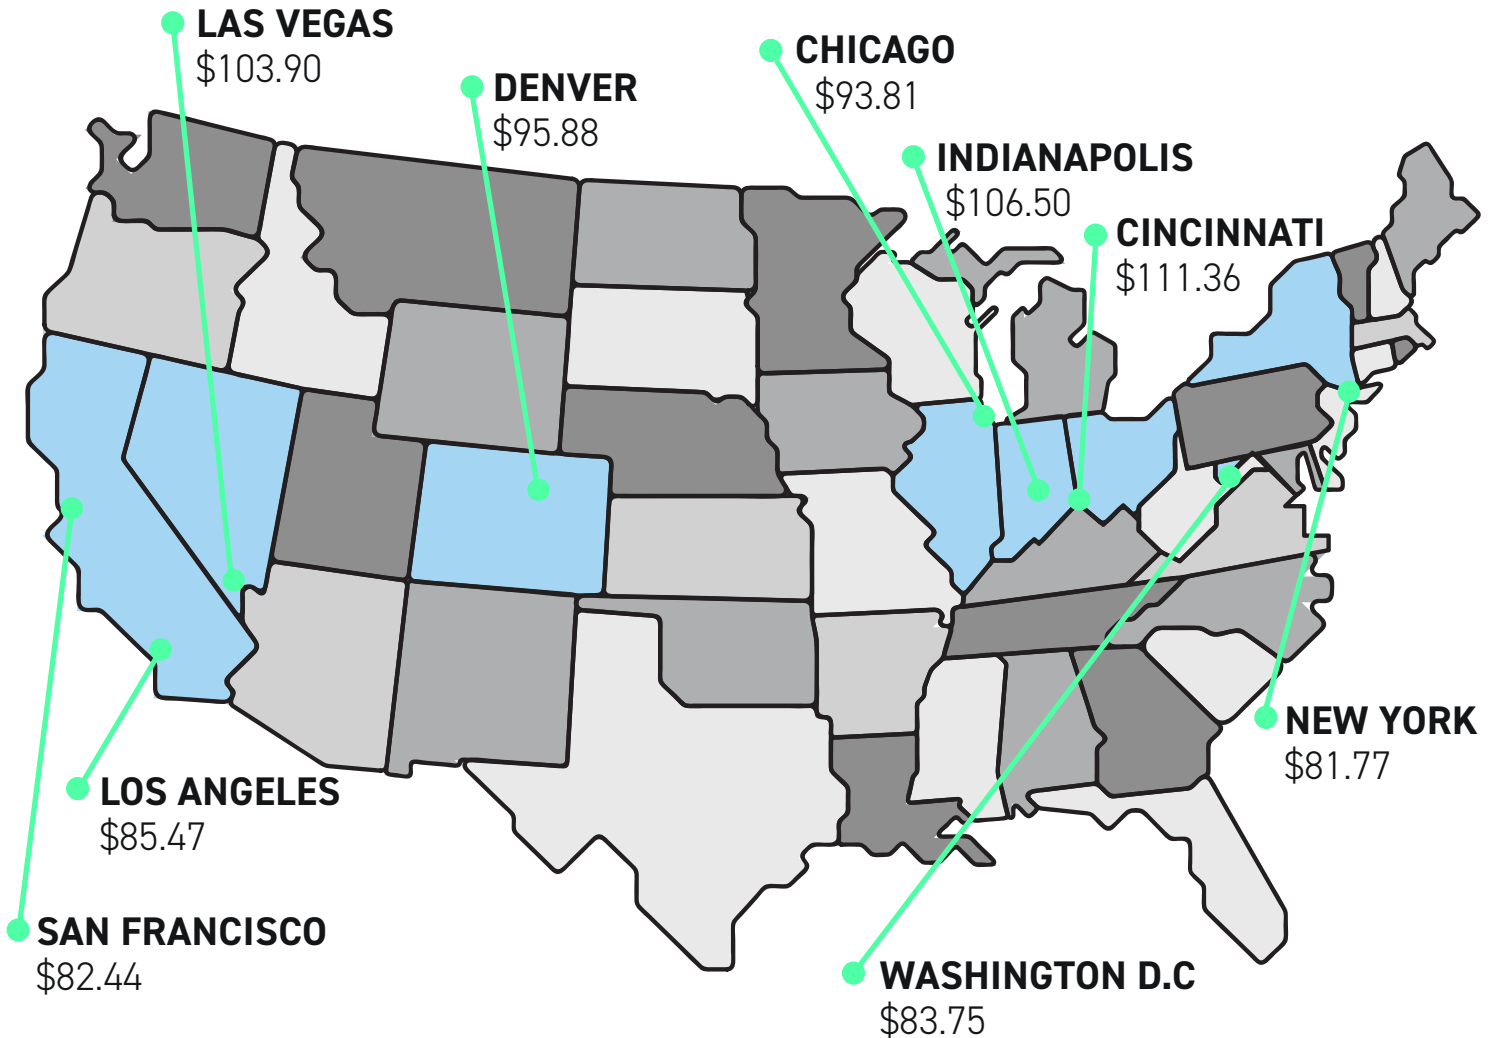 LAS VEGAS
$103.90
DENVER
$95.88
CHICAGO
$93.81
INDIANAPOLIS
$106.50
CINCINNATI
$111.36
NEW YORK
$81.77
LOS ANGELES
$85.47
SAN FRANCISCO
$82.44
WASHINGTON D.C
$83.75